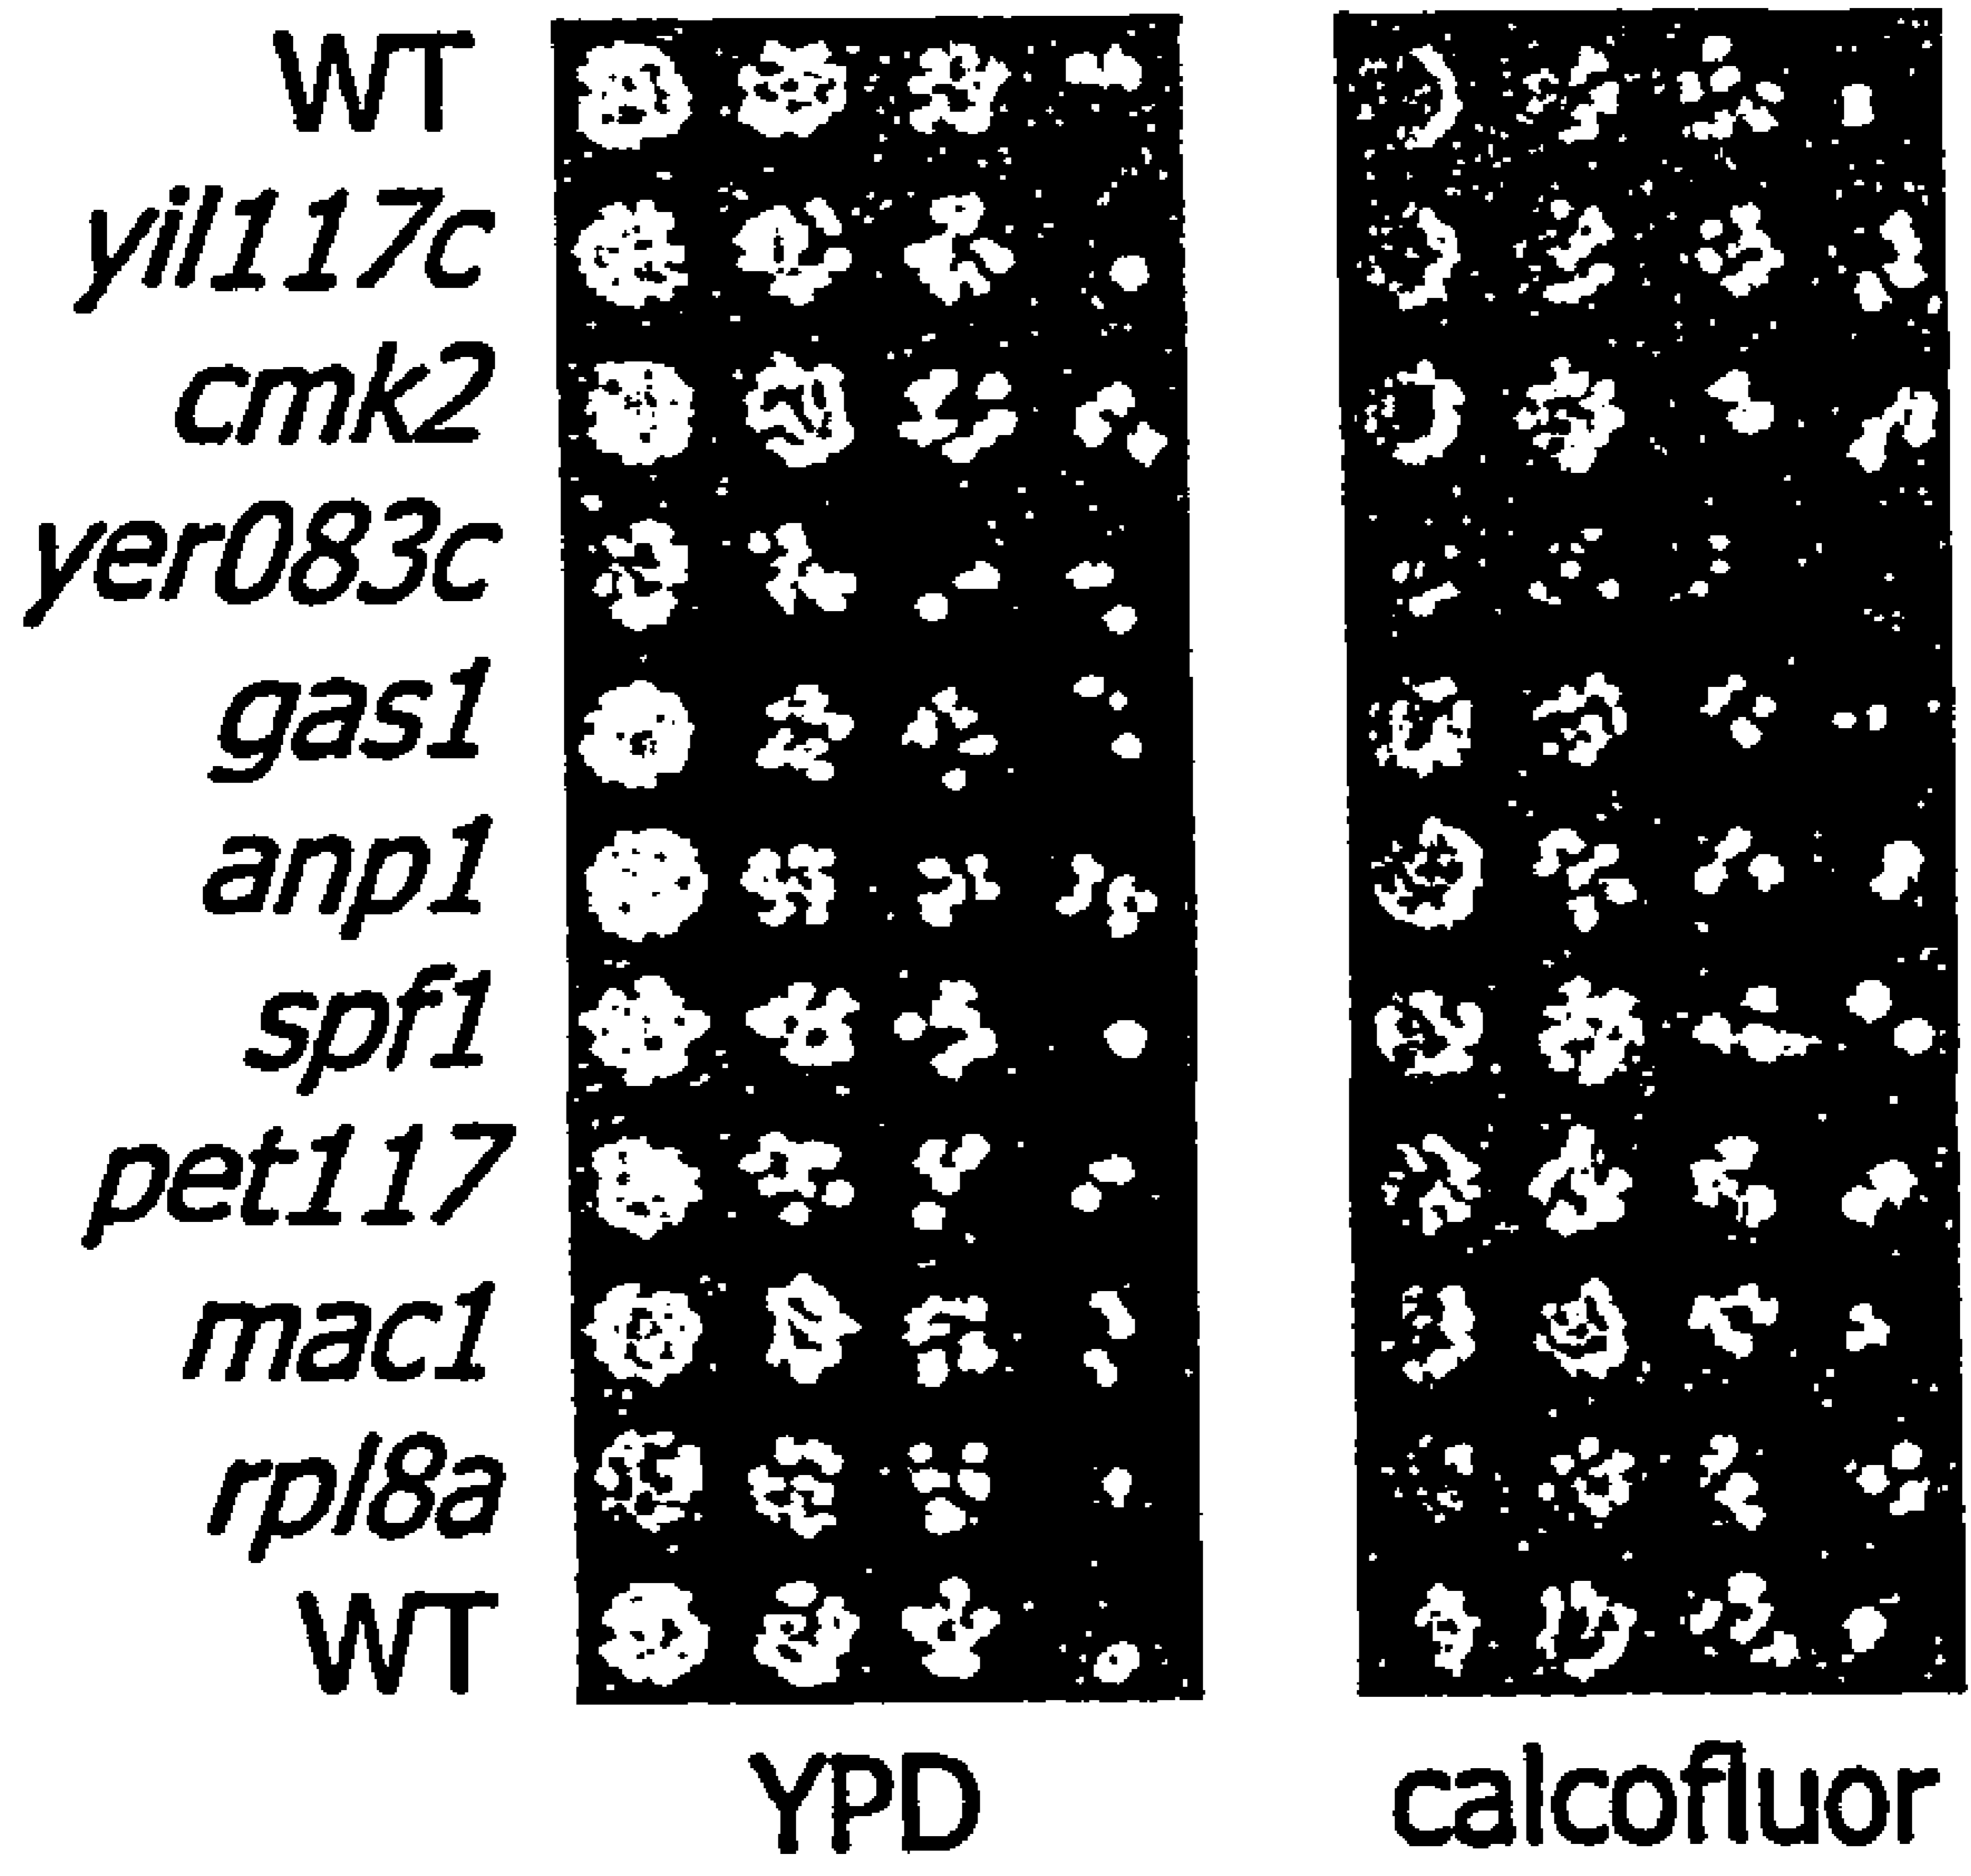 WT
yil117c
cmk2
yer083c
gas1
anp1
spf1
pet117
mac1
rpl8a
WT
YPD calcofluor